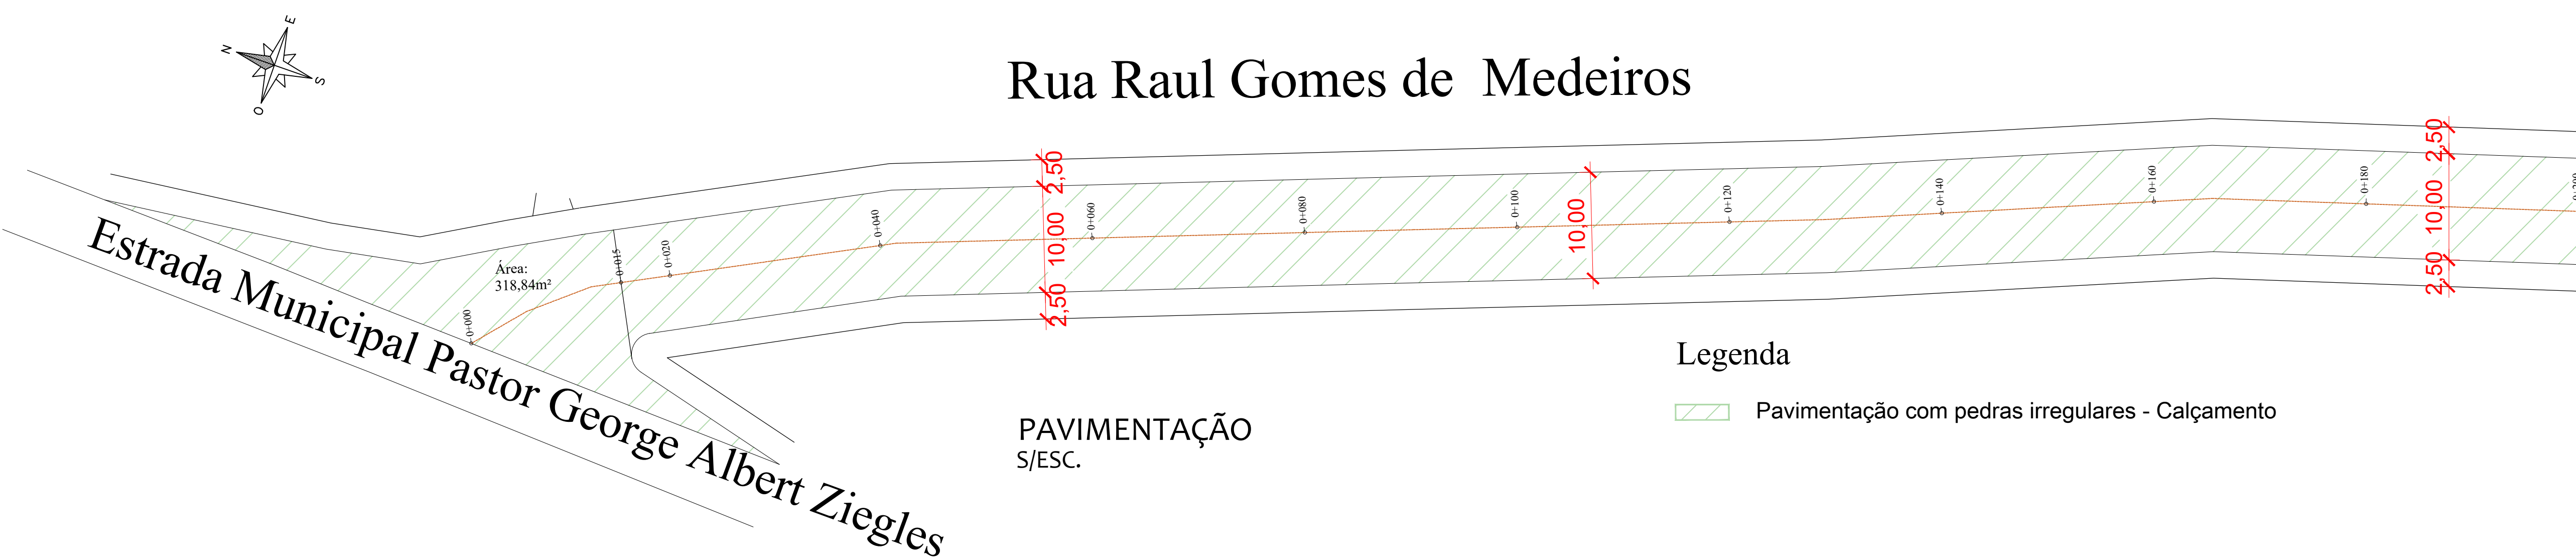 E
N
S
O
Rua Raul Gomes de Medeiros
Estrada Municipal Pastor George Albert Ziegles
Área:
318,84m²
0+000
0+015
0+020
0+040
0+060
0+080
0+100
0+120
0+140
0+160
0+180
2,50
10,00
2,50
10,00
2,50
10,00
2,50
Legenda
Pavimentação com pedras irregulares - Calçamento
PAVIMENTAÇÃO
S/ESC.